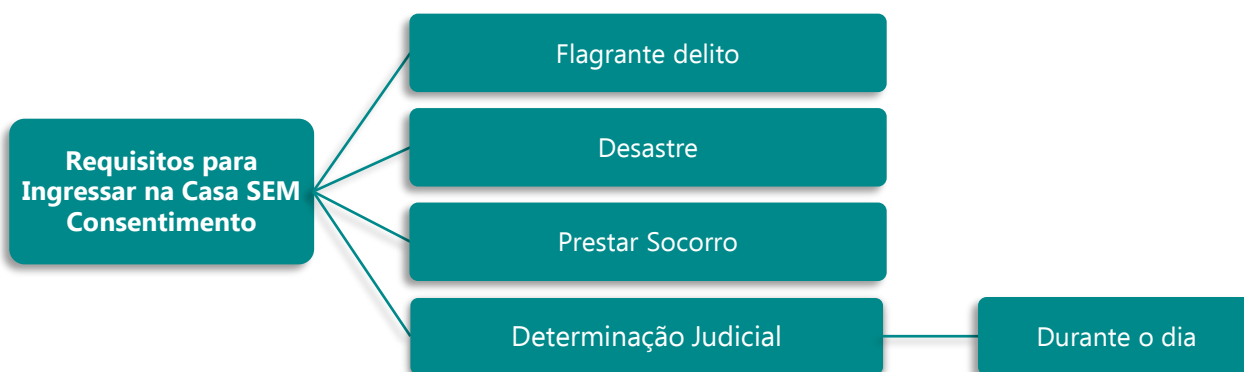 Requisitos para
Ingressar na Casa SEM
Consentimento
Flagrante delito
Desastre
Prestar Socorro
Determinação Judicial
Durante o dia